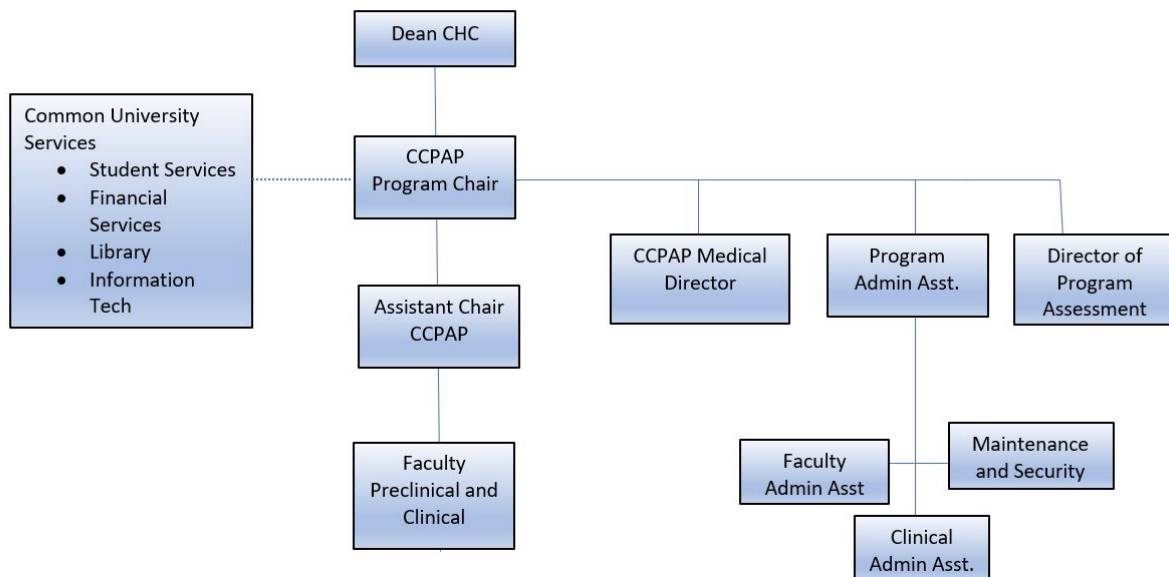 Dean CHC
Common University
Services
● Student Services
● Financial
Services
● Library
● Information
Tech
CCPAP
Program Chair
CCPAP Medical
Director
Program
Admin Asst.
Director of
Program
Assessment
Assistant Chair
CCPAP
Faculty
Preclinical and
Clinical
Faculty
Admin Asst
Maintenance
and Security
Clinical
Admin Asst.